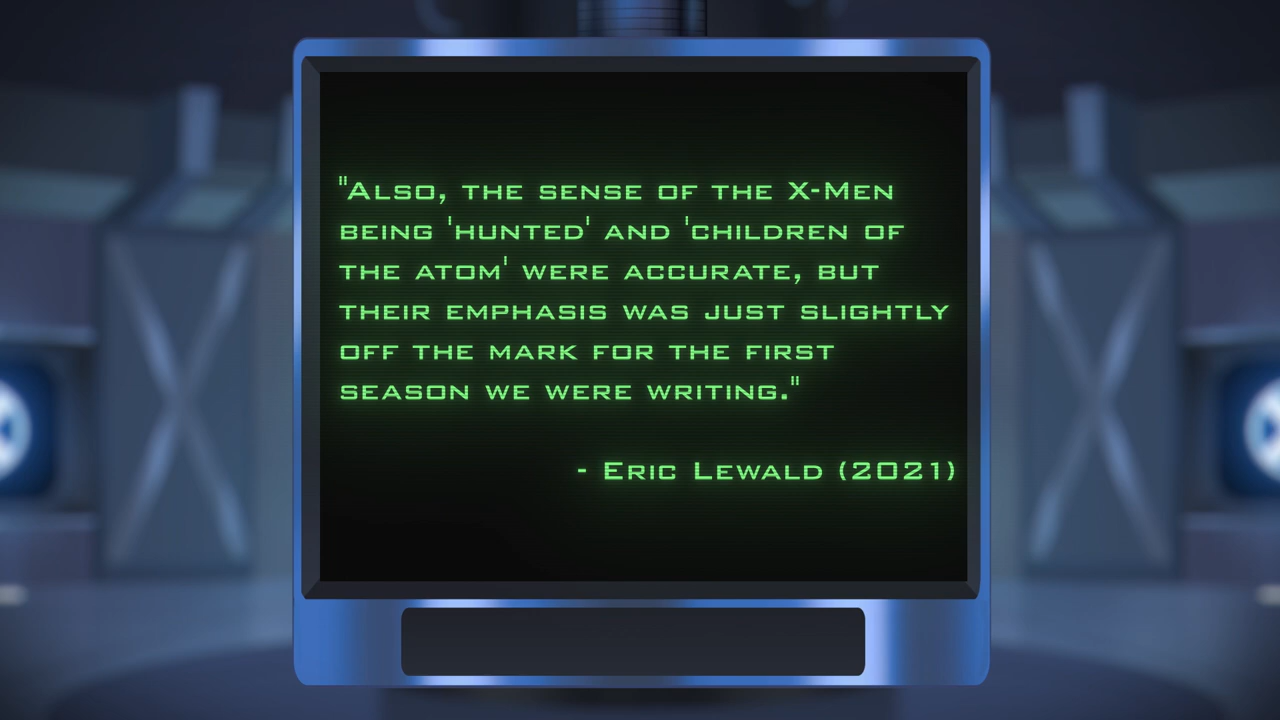 "Also, the sense of the X-Men
being 'hunted' and 'children of
the atom' were accurate, but
their emphasis was just slightly
off the mark for the first
season we were writing."
- Eric Lewald (2021)